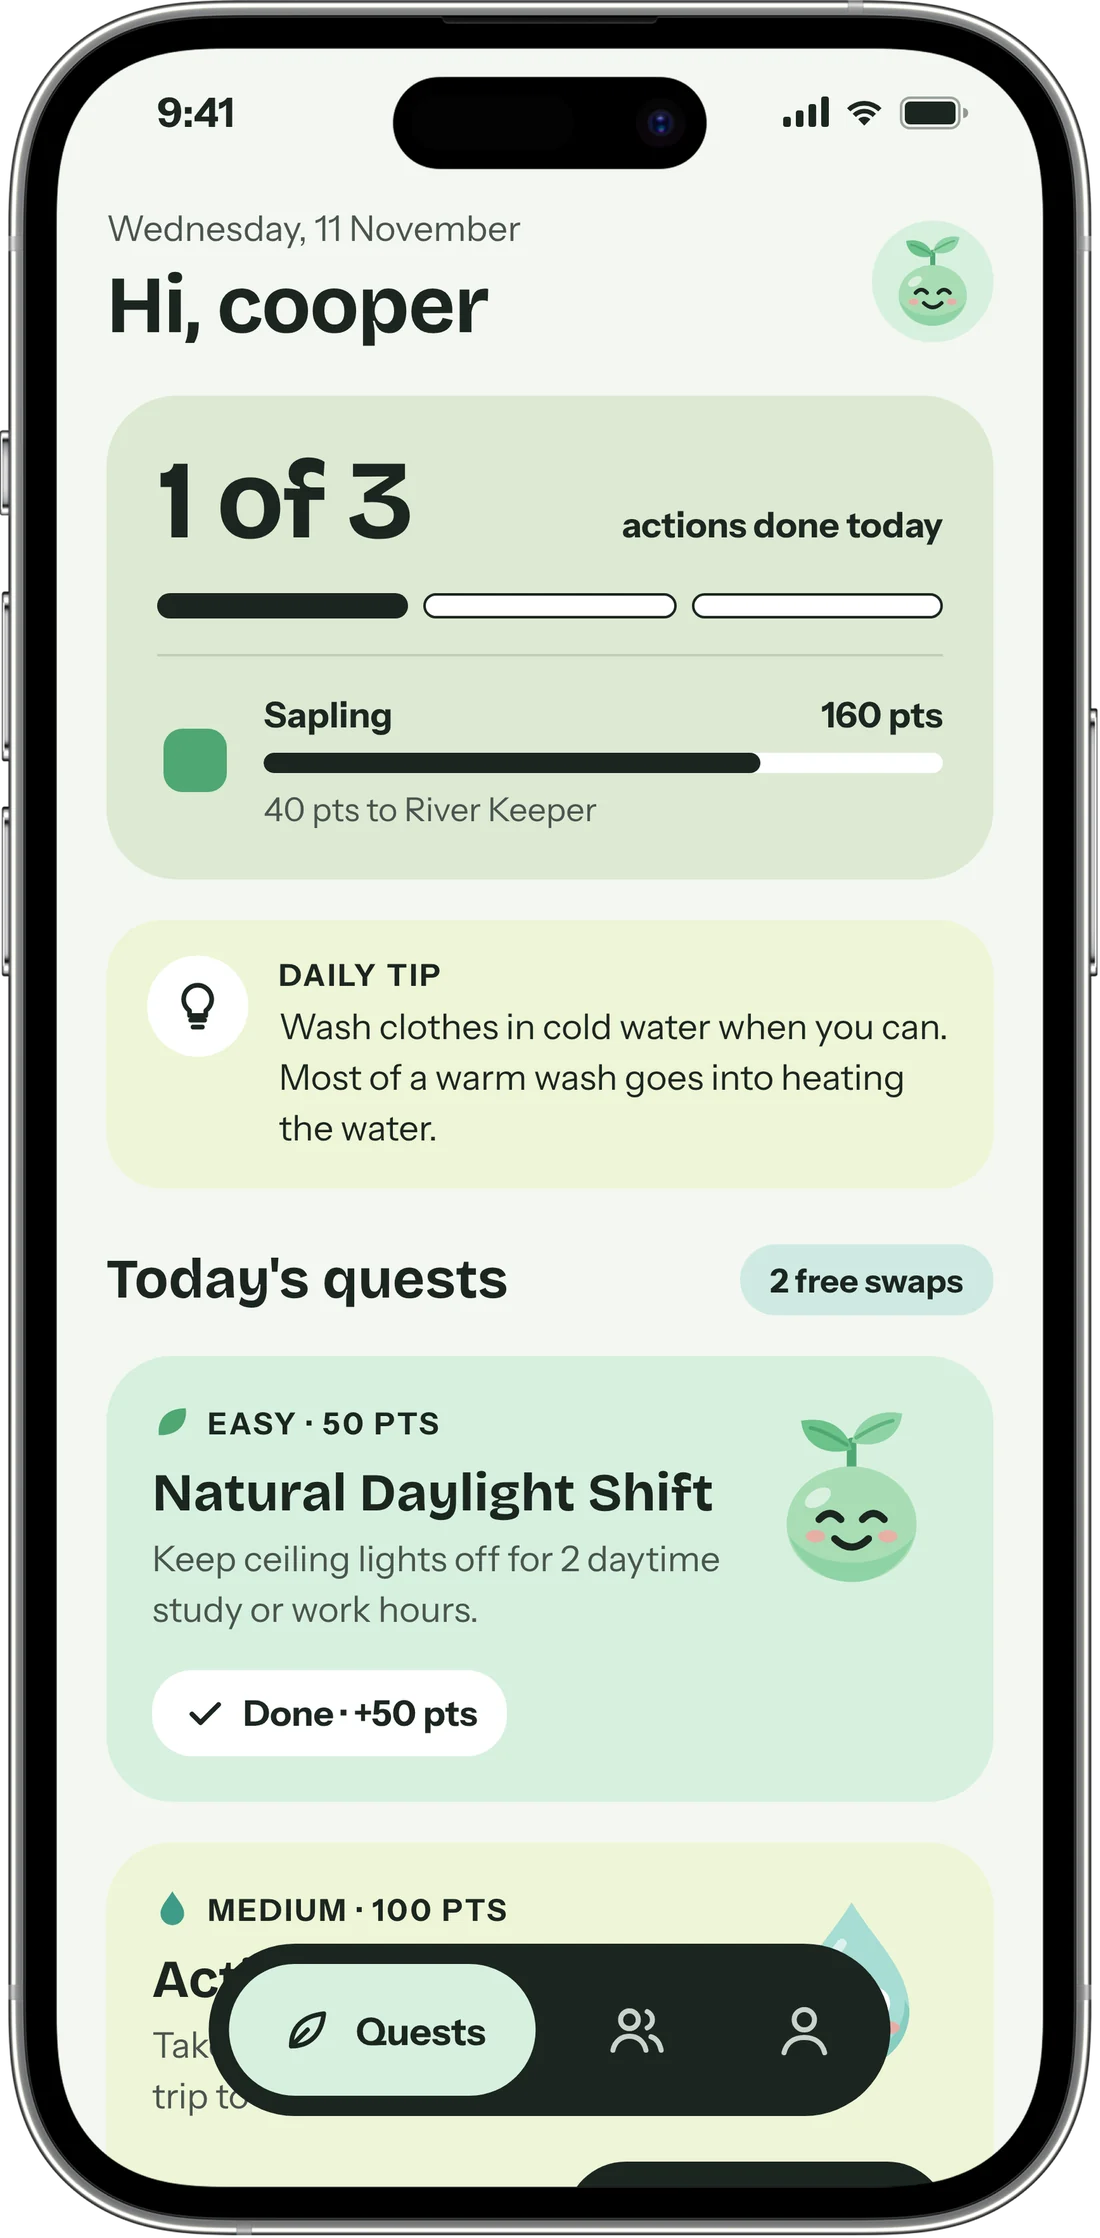 9:41
Wednesday, 11 November
Hi, cooper
1 of 3
actions done today
Sapling
160 pts
40 pts to River Keeper
DAILY TIP
Wash clothes in cold water when you can.
Most of a warm wash goes into heating
the water.
Today's quests
2 free swaps
EASY · 50 PTS
Natural Daylight Shift
Keep ceiling lights off for 2 daytime
study or work hours.
Done · +50 pts
MEDIUM · 100 PTS
trip to
Quests